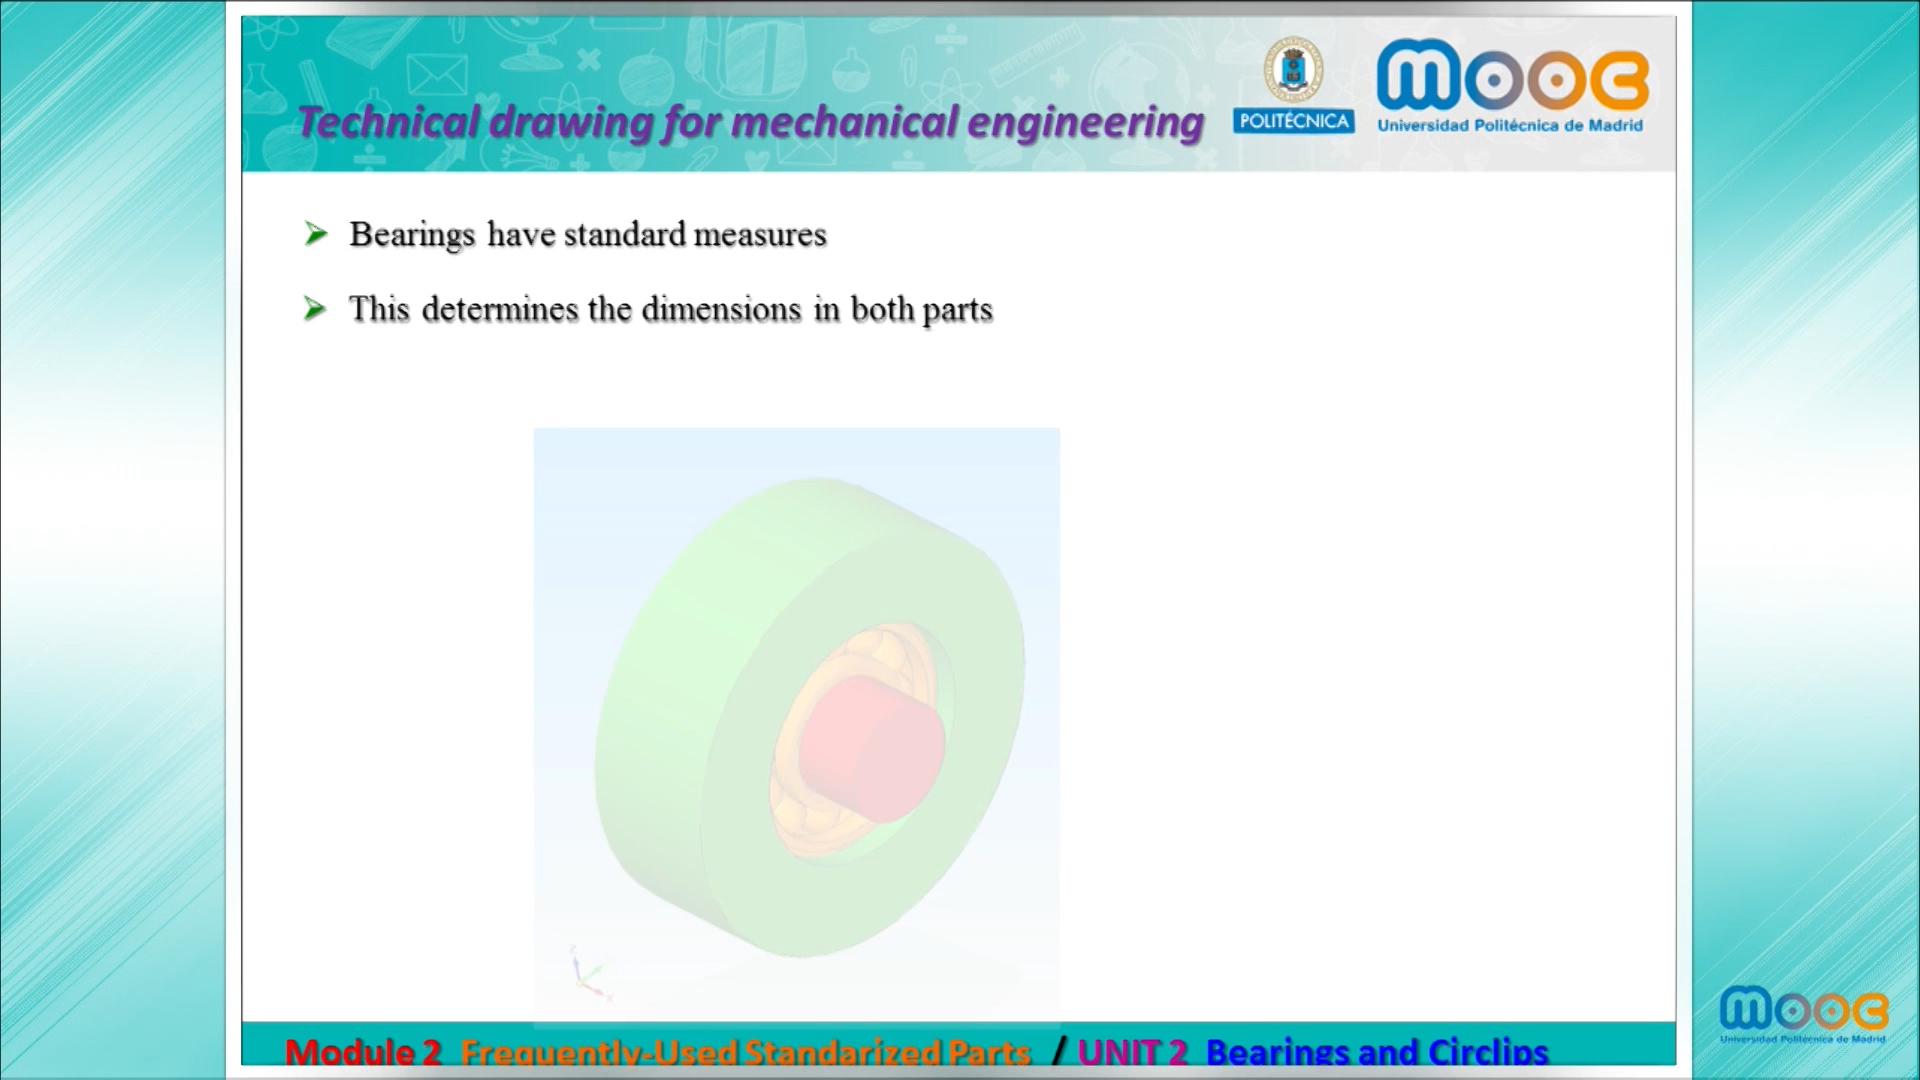 Technical drawing for mechanical engineering
POLITÉCNICA
mooc
Universidad Politécnica de Madrid
Bearings have standard measures
This determines the dimensions in both parts
Z
X
Module 2 Frequently-Used Standarized Parts / UNIT 2 Bearings and Circlips
mooc
Universidad Politécnica de Madrid